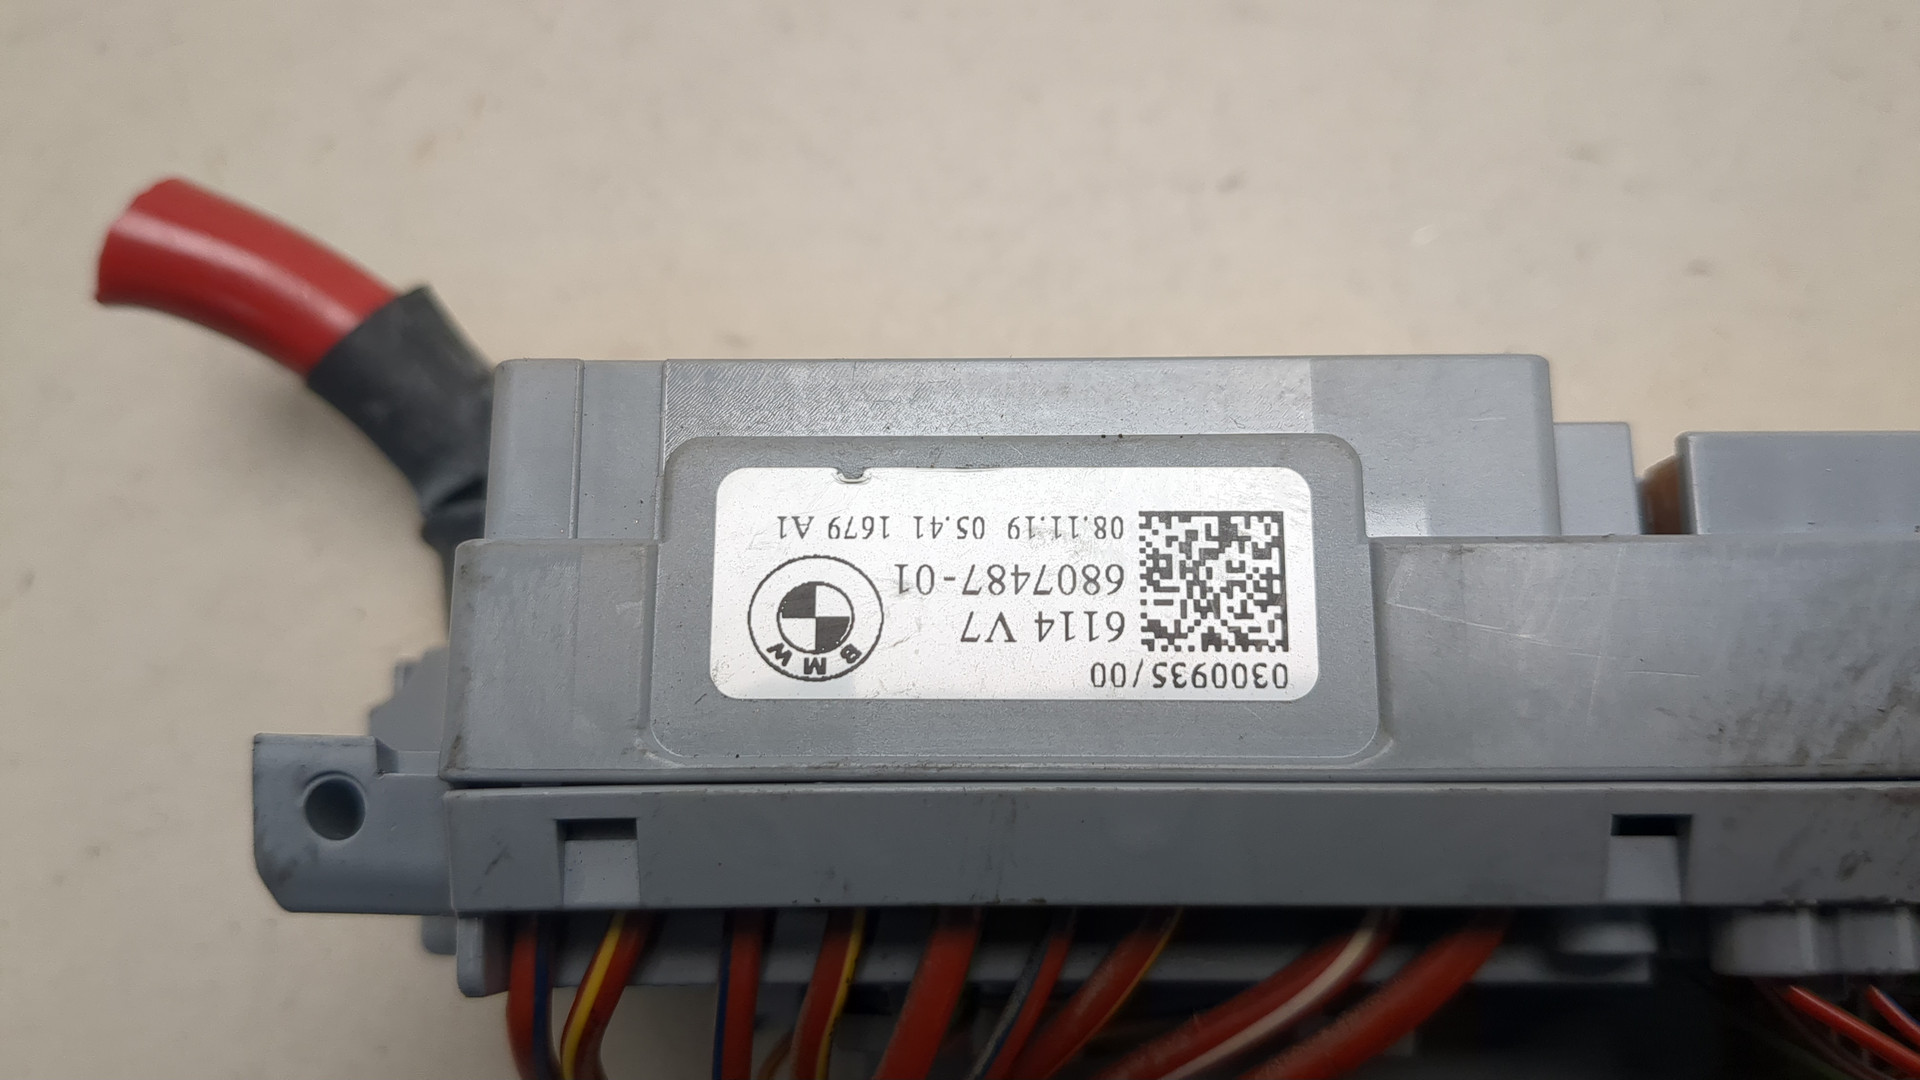 0300935/00
6114 V7
6807487-01
08.11.19 05.41 1679 A1
BMW